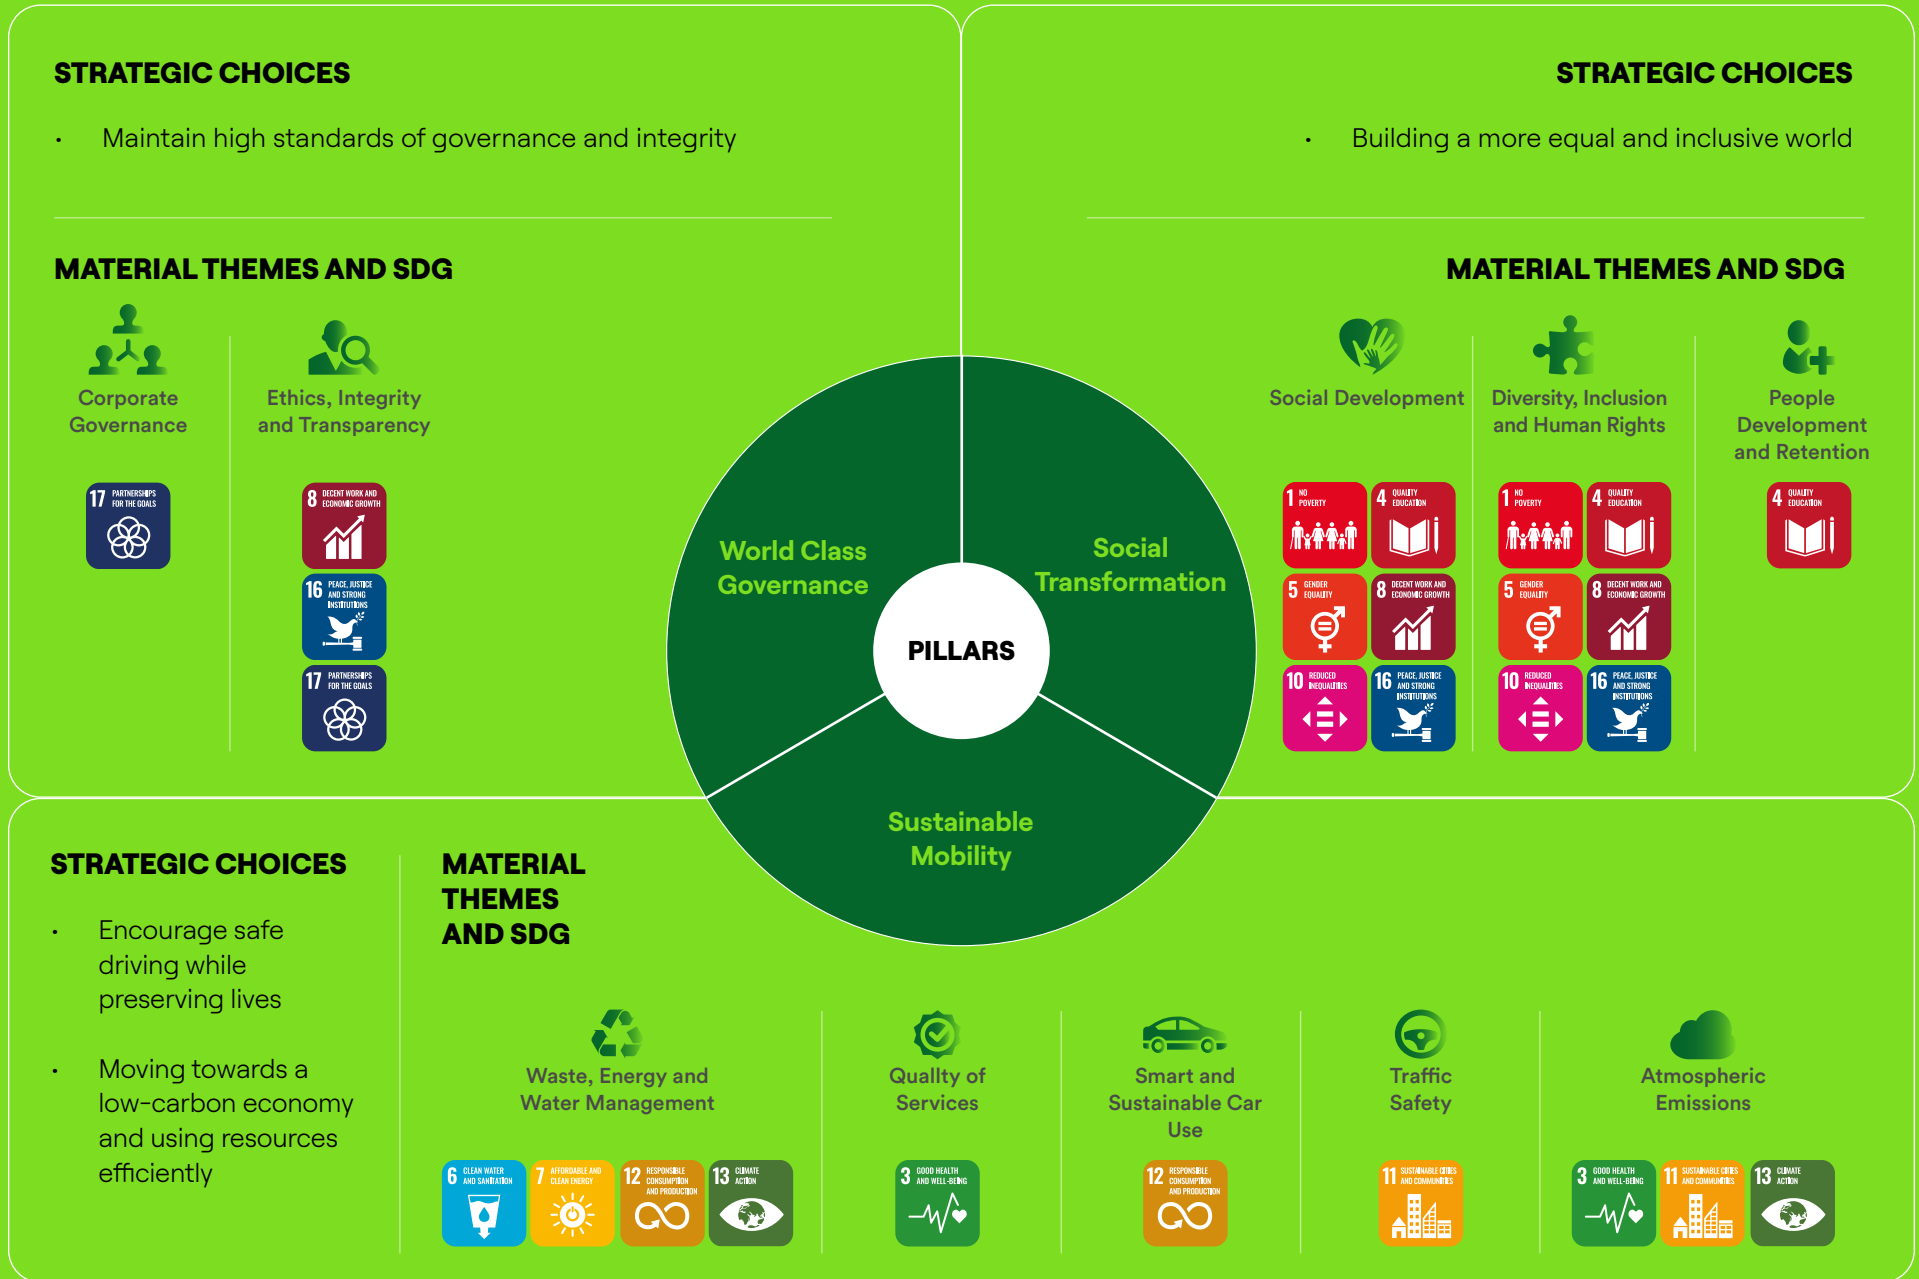 STRATEGIC CHOICES
• Maintain high standards of governance and integrity
MATERIAL THEMES AND SDG
Corporate
Governance
17 PARTNERSHIPS
FOR THE GOALS
Ethics, Integrity
and Transparency
8 DECENT WORK AND
ECONOMIC GROWTH
16 PEACE, JUSTICE
AND STRONG
INSTITUTIONS
17 PARTNERSHIPS
FOR THE GOALS
STRATEGIC CHOICES
• Building a more equal and inclusive world
MATERIAL THEMES AND SDG
Social Development
1 NO
POVERTY
4 QUALITY
EDUCATION
5 GENDER
EQUALITY
8 DECENT WORK AND
ECONOMIC GROWTH
10 REDUCED
INEQUALITIES
16 PEACE, JUSTICE
AND STRONG
INSTITUTIONS
Diversity, Inclusion
and Human Rights
1 NO
POVERTY
4 QUALITY
EDUCATION
5 GENDER
EQUALITY
8 DECENT WORK AND
ECONOMIC GROWTH
10 REDUCED
INEQUALITIES
16 PEACE, JUSTICE
AND STRONG
INSTITUTIONS
People
Development
and Retention
4 QUALITY
EDUCATION
World Class
Governance
Social
Transformation
PILLARS
Sustainable
Mobility
STRATEGIC CHOICES
• Encourage safe
driving while
preserving lives
• Moving towards a
low-carbon economy
and using resources
efficiently
MATERIAL
THEMES
AND SDG
Waste, Energy and
Water Management
6 CLEAN WATER
AND SANITATION
7 AFFORDABLE AND
CLEAN ENERGY
12 RESPONSIBLE
CONSUMPTION
AND PRODUCTION
13 CLIMATE
ACTION
Quallty of
Services
3 GOOD HEALTH
AND WELL-BEING
Smart and
Sustainable Car
Use
12 RESPONSIBLE
CONSUMPTION
AND PRODUCTION
Traffic
Safety
11 SUSTAINABLE CITIES
AND COMMUNITIES
Atmospheric
Emissions
3 GOOD HEALTH
AND WELL-BEING
11 SUSTAINABLE CITIES
AND COMMUNITIES
13 CLIMATE
ACTION